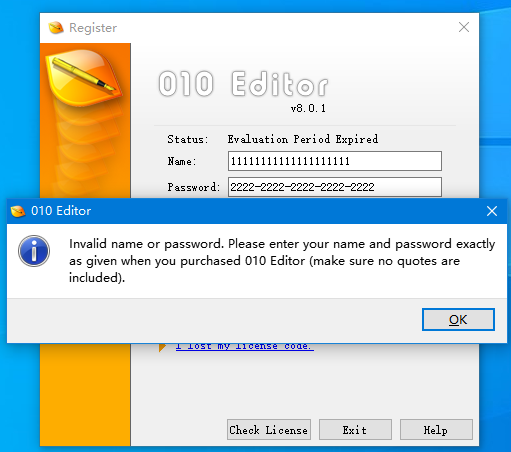 Register
010 Editor
v8.0.1
Status: Evaluation Period Expired
Name: 11111111111111111111
Password: 2222-2222-2222-2222-2222
010 Editor
Invalid name or password. Please enter your name and password exactly
as given when you purchased 010 Editor (make sure no quotes are
included).
OK
I lost my license code.
Check License Exit Help